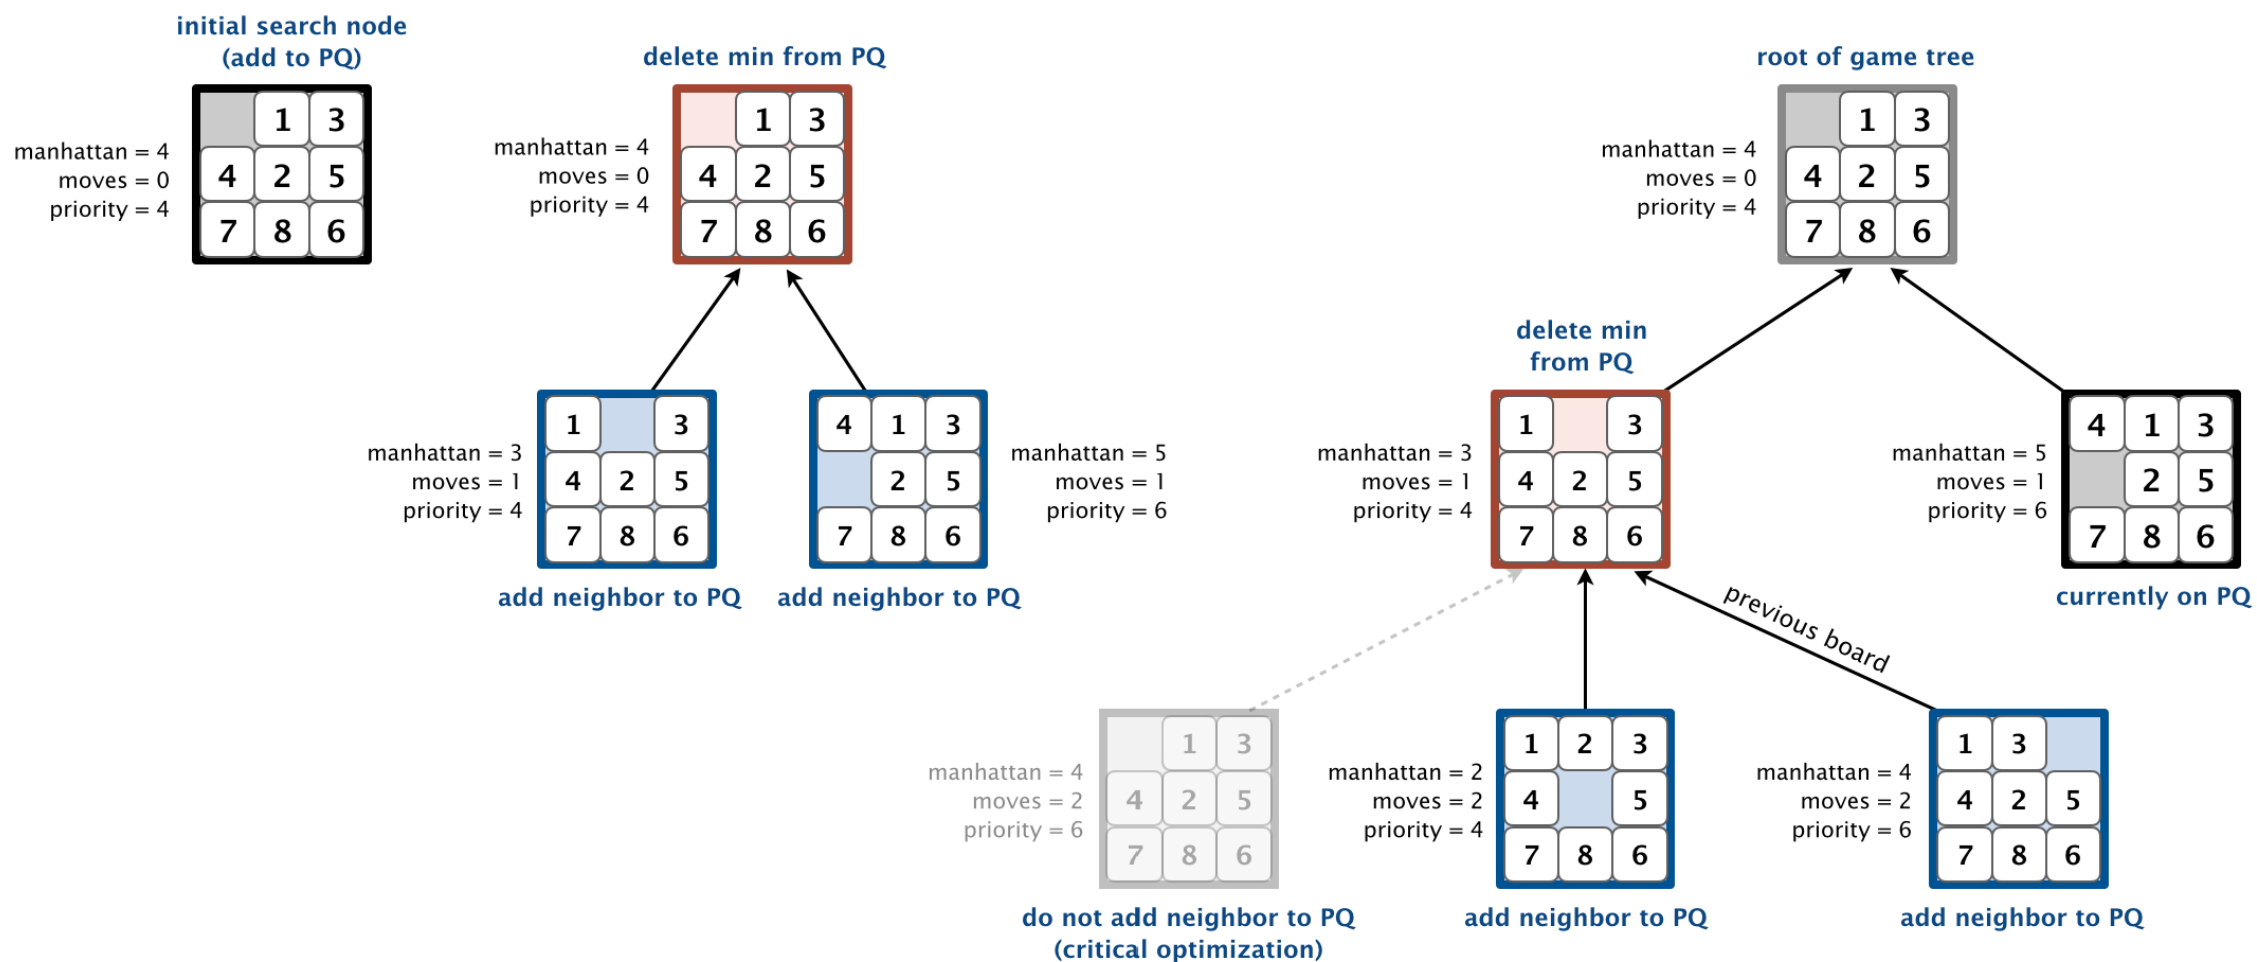 initial search node
(add to PQ)
manhattan = 4
moves = 0
priority = 4
1 3
4 2 5
7 8 6
delete min from PQ
manhattan = 4
moves = 0
priority = 4
1 3
4 2 5
7 8 6
manhattan = 3
moves = 1
priority = 4
1 3
4 2 5
7 8 6
add neighbor to PQ
4 1 3
2 5
7 8 6
manhattan = 5
moves = 1
priority = 6
add neighbor to PQ
root of game tree
manhattan = 4
moves = 0
priority = 4
1 3
4 2 5
7 8 6
delete min
from PQ
manhattan = 3
moves = 1
priority = 4
1 3
4 2 5
7 8 6
manhattan = 5
moves = 1
priority = 6
4 1 3
2 5
7 8 6
currently on PQ
previous board
manhattan = 4
moves = 2
priority = 6
1 3
4 2 5
7 8 6
do not add neighbor to PQ
(critical optimization)
manhattan = 2
moves = 2
priority = 4
1 2 3
4 5
7 8 6
add neighbor to PQ
manhattan = 4
moves = 2
priority = 6
1 3
4 2 5
7 8 6
add neighbor to PQ